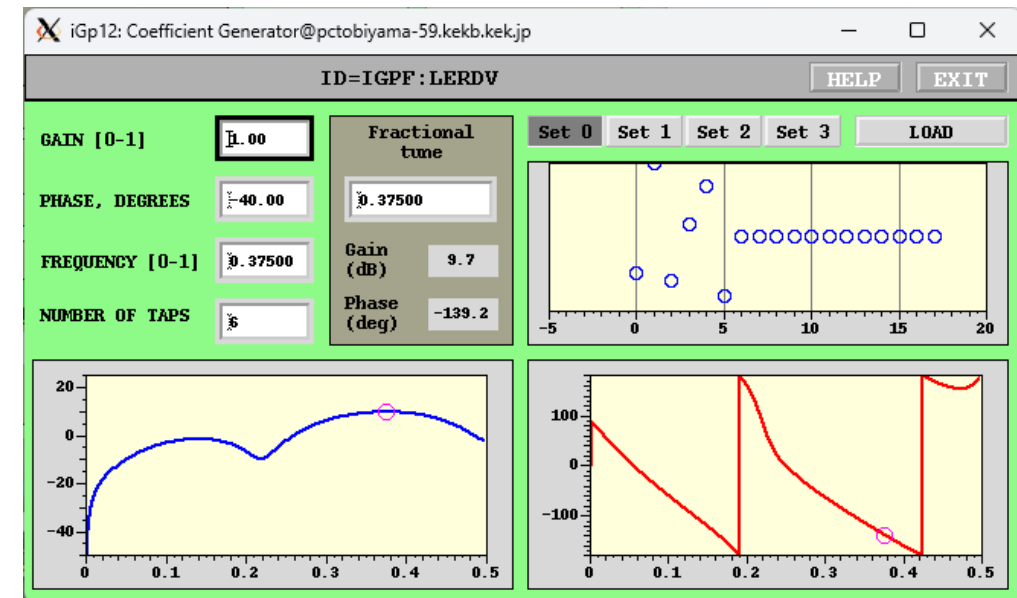 iGp12: Coefficient Generator@pctobiyama-59.kekb.kek.jp
ID=IGPF:LERDV
HELP
EXIT
GAIN [0-1]
1.00
PHASE, DEGREES
-40.00
FREQUENCY [0-1]
0.37500
NUMBER OF TAPS
6
Fractional
tune
0.37500
Gain
(dB)
9.7
Phase
(deg)
-139.2
Set 0
Set 1
Set 2
Set 3
LOAD
-5 0 5 10 15 20
20
0
-20
-40
0 0.1 0.2 0.3 0.4 0.5
100
0
-100
0 0.1 0.2 0.3 0.4 0.5